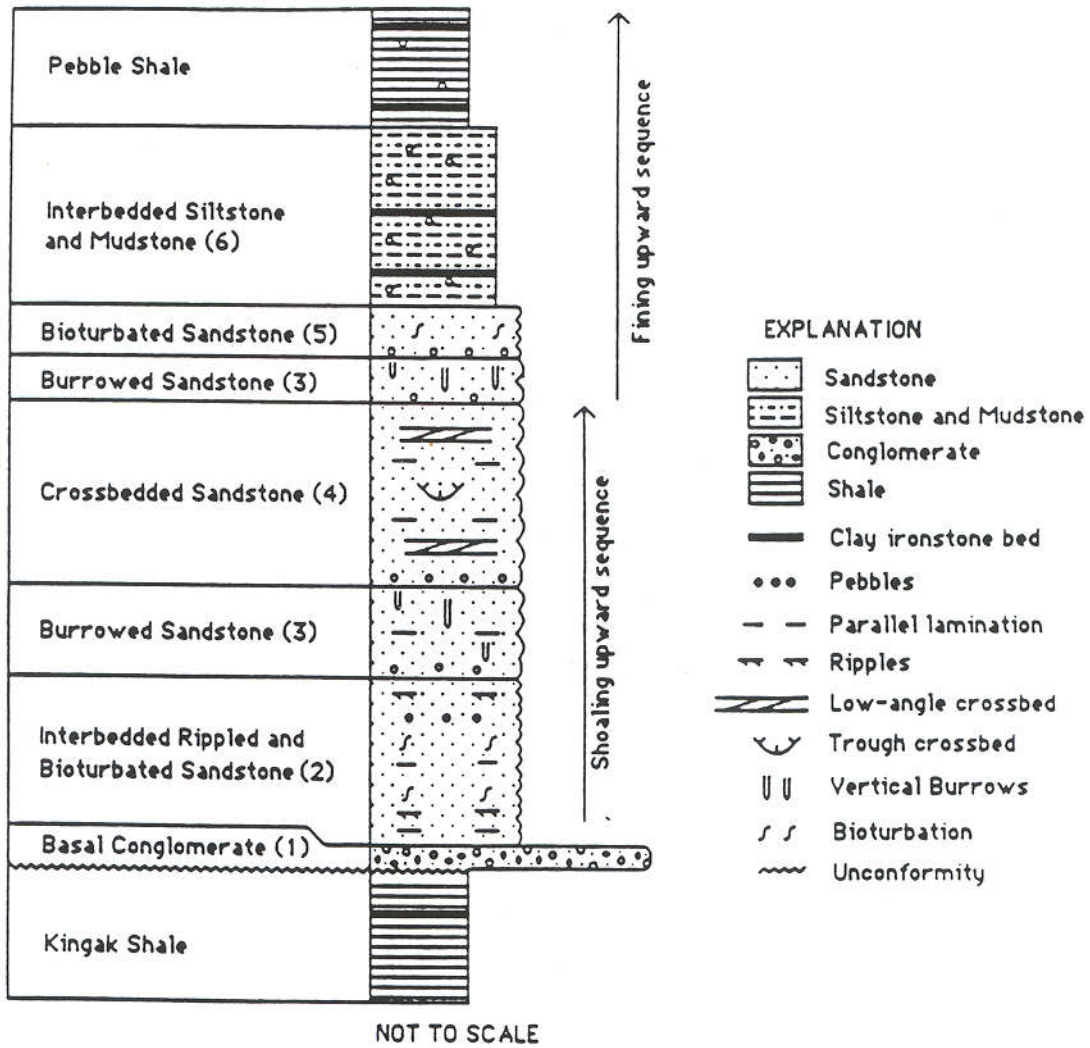 Pebble Shale
Interbedded Siltstone
and Mudstone (6)
Bioturbated Sandstone (5)
Burrowed Sandstone (3)
Crossbedded Sandstone (4)
Burrowed Sandstone (3)
Interbedded Rippled and
Bioturbated Sandstone (2)
Basal Conglomerate (1)
Kingak Shale
NOT TO SCALE
Fining upward sequence
Shoaling upward sequence
EXPLANATION
Sandstone
Siltstone and Mudstone
Conglomerate
Shale
Clay ironstone bed
Pebbles
Parallel lamination
Ripples
Low-angle crossbed
Trough crossbed
Vertical Burrows
Bioturbation
Unconformity